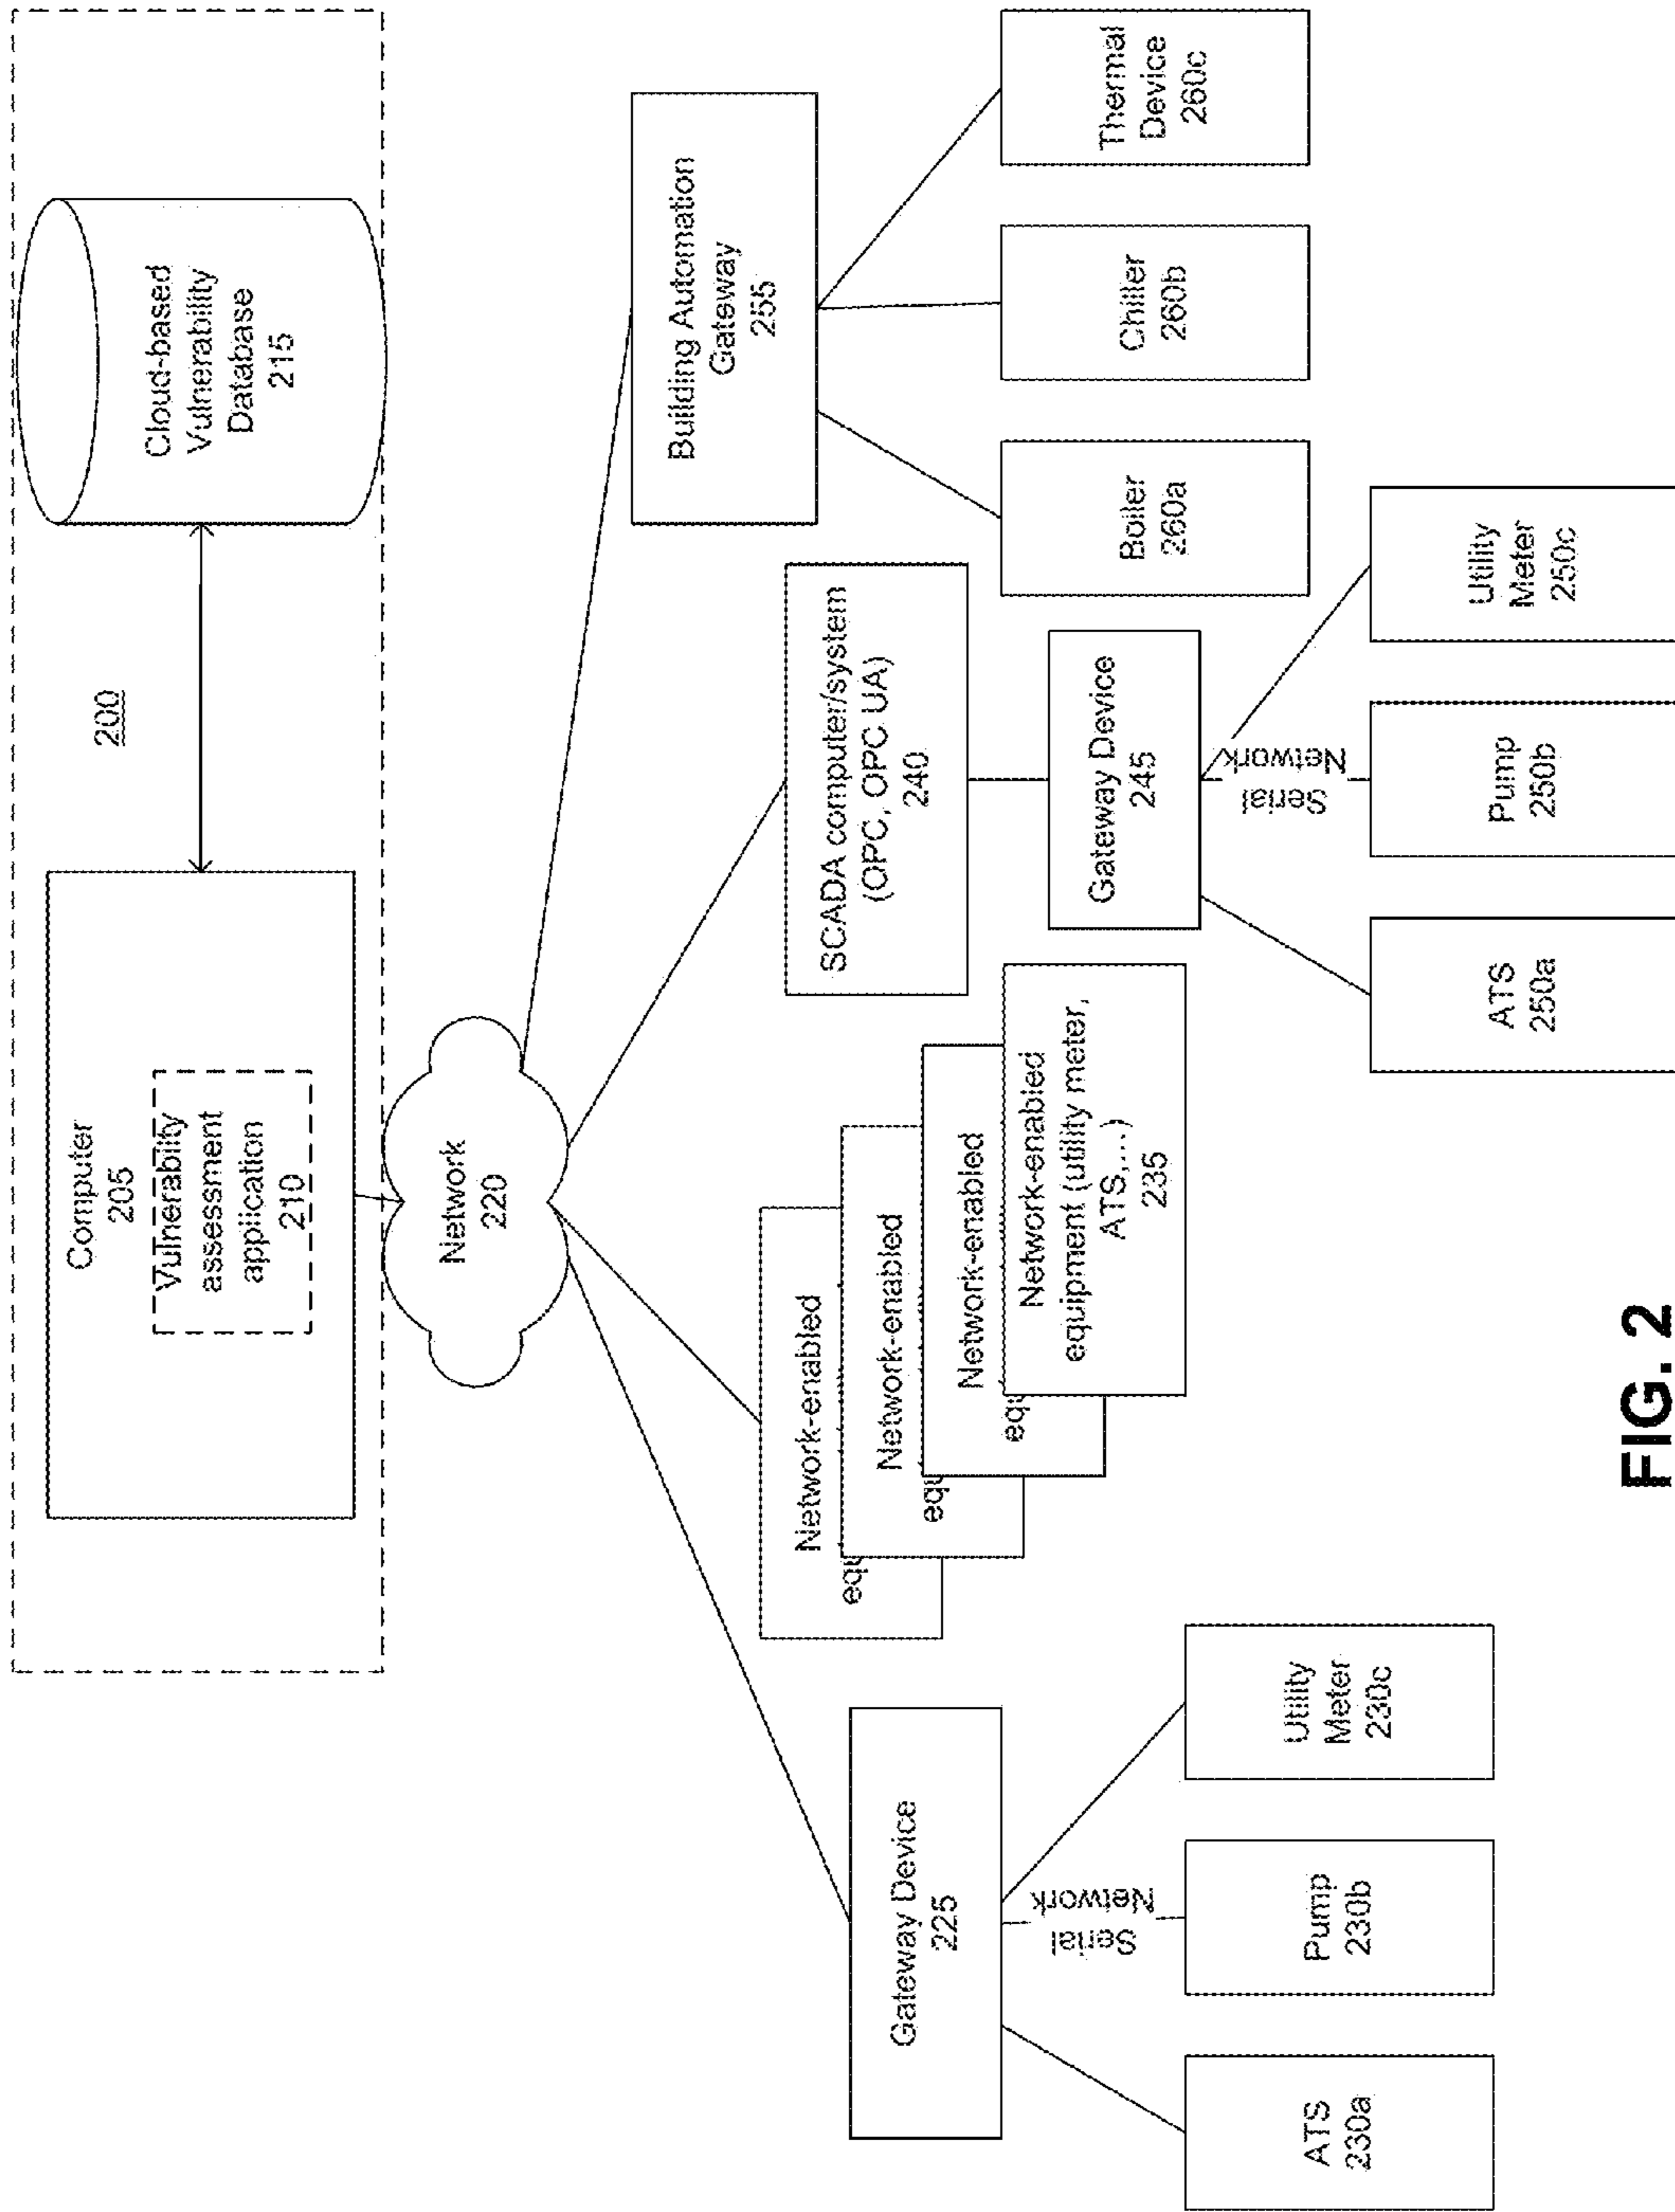 200
Computer
205
Vulnerability
assessment
application
210
Cloud-based
Vulnerability
Database
215
Network
220
Gateway Device
225
Serial
Network
ATS
230a
Pump
230b
Utility
Meter
230c
Network-enabled
equ
Network-enabled
equ
Network-enabled
equ
Network-enabled
equipment (utility meter,
ATS,...)
235
SCADA computer/system
(OPC, OPC UA)
240
Gateway Device
245
Serial
Network
ATS
250a
Pump
250b
Utility
Meter
250c
Building Automation
Gateway
255
Boiler
260a
Chiller
260b
Thermal
Device
260c
FIG. 2